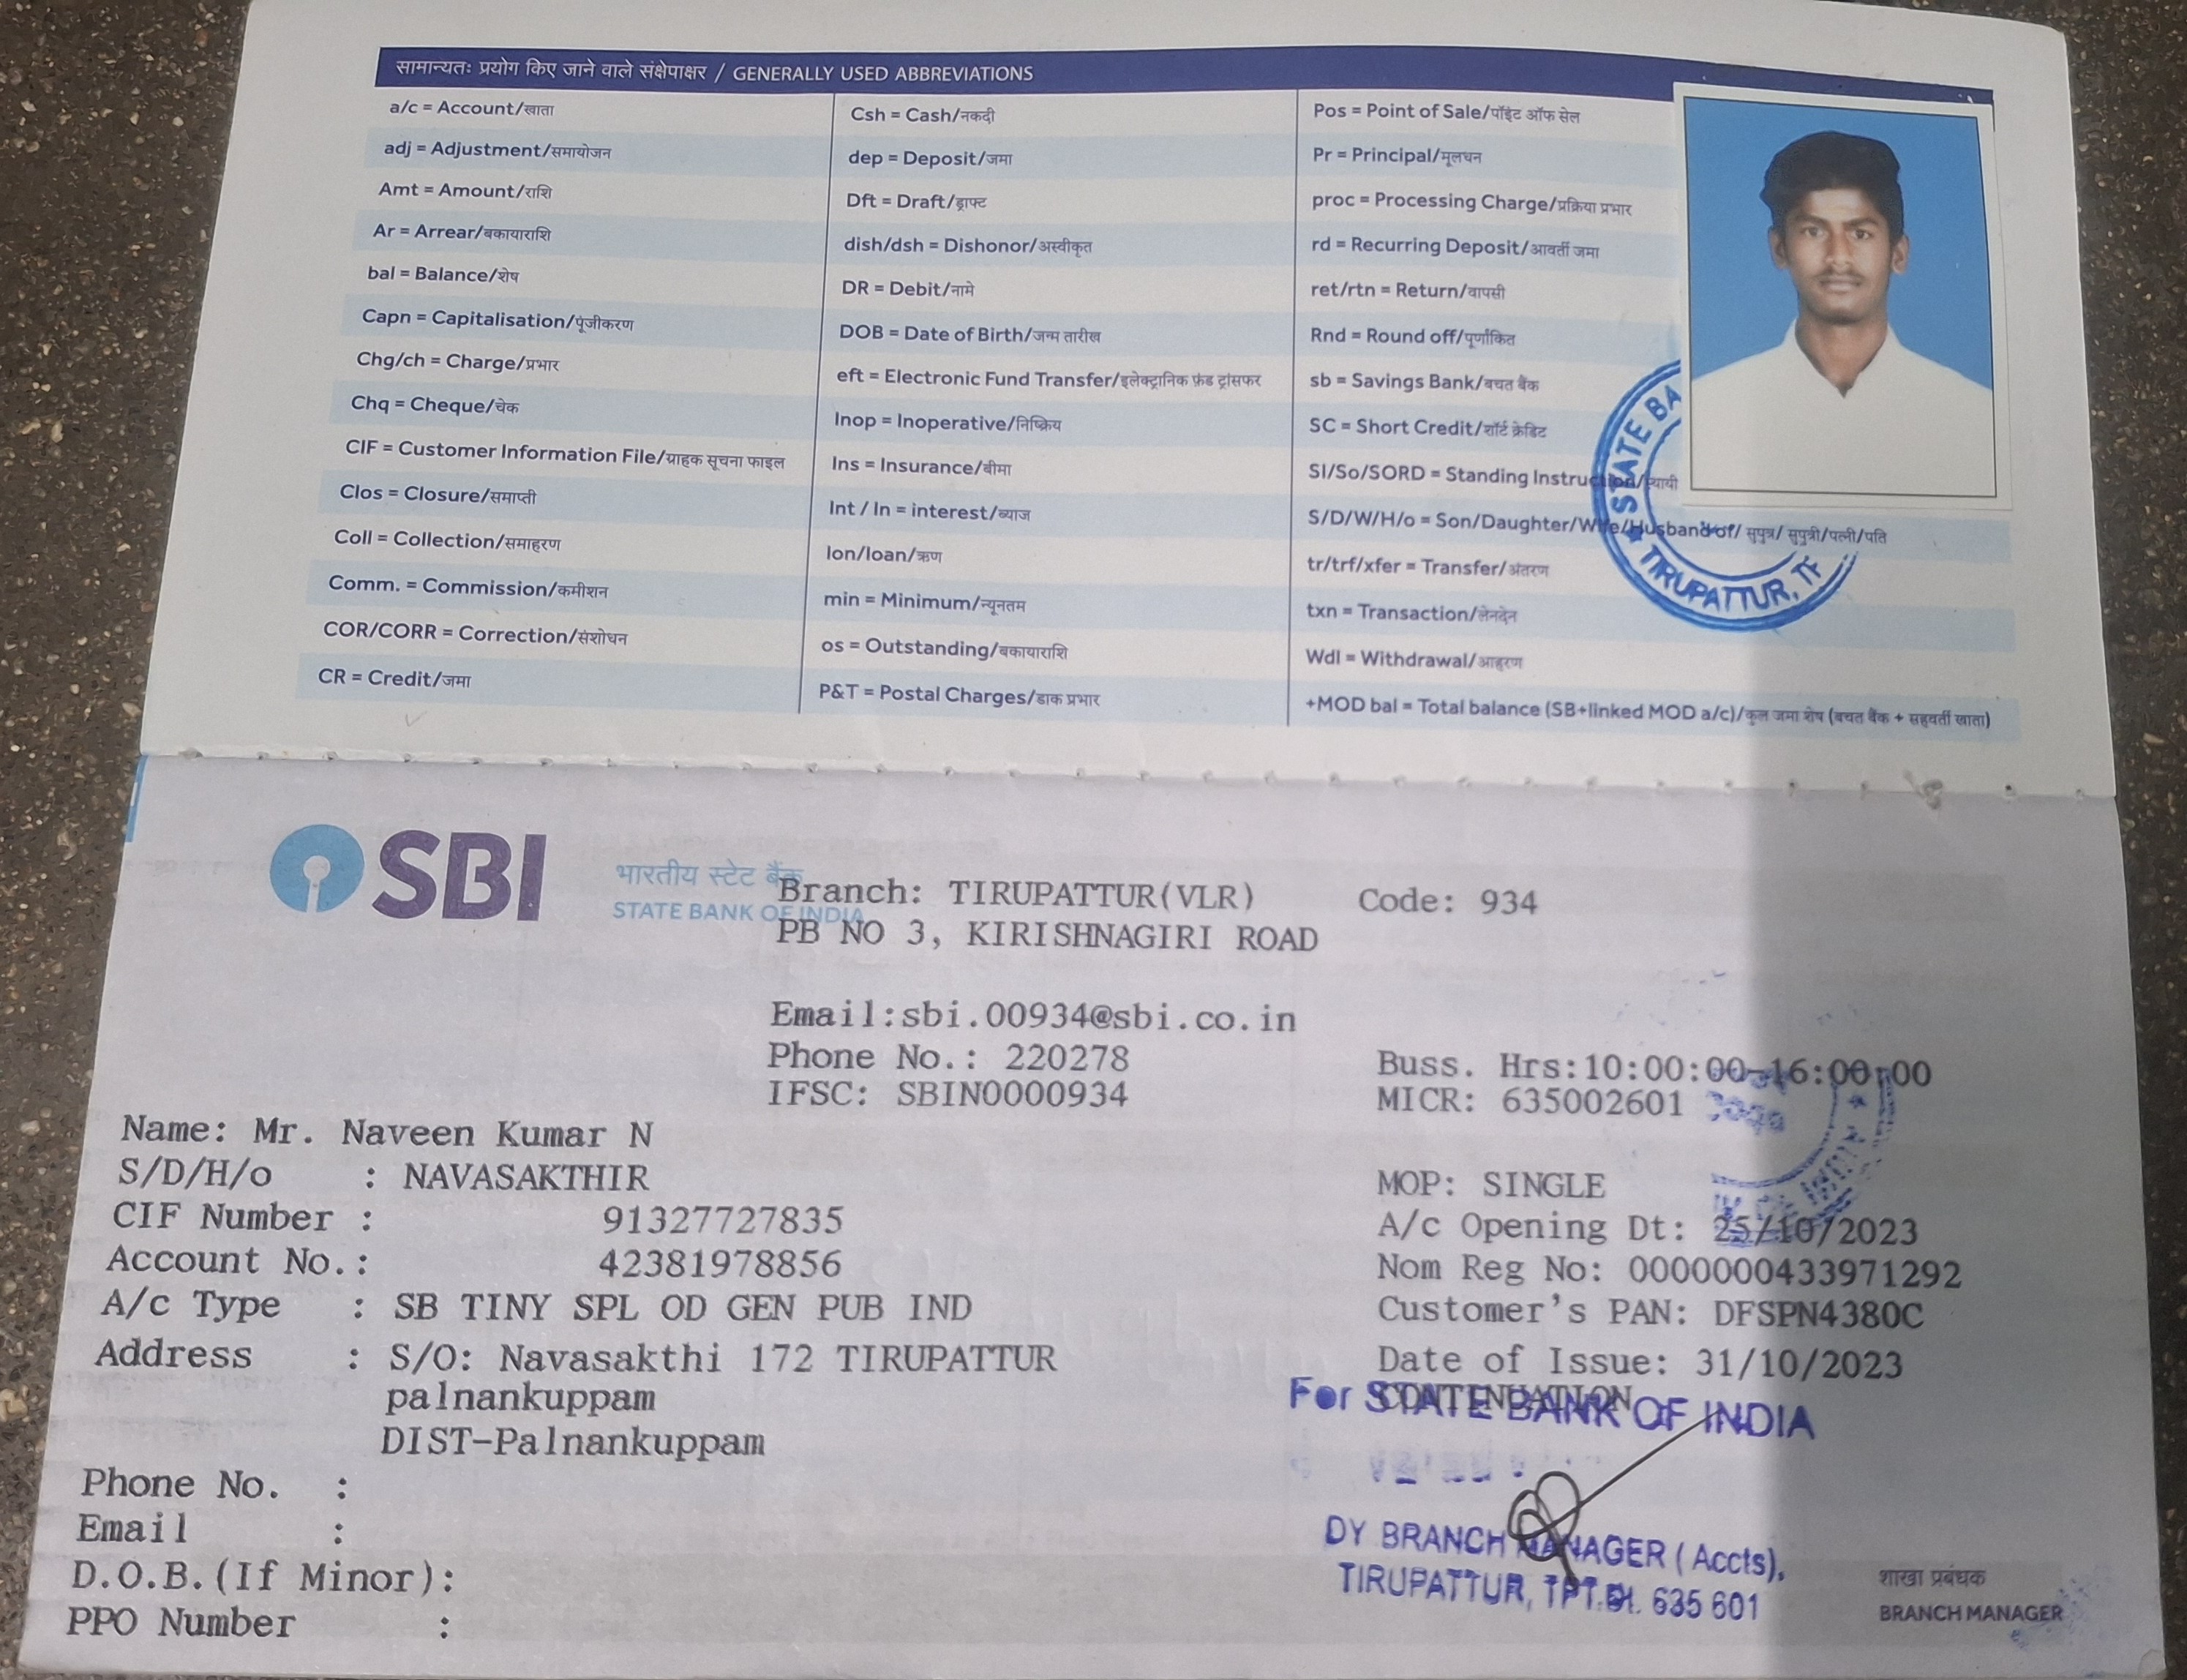 सामान्यतः प्रयोग किए जाने वाले संक्षेपाक्षर / GENERALLY USED ABBREVIATIONS
a/c = Account/खाता
adj = Adjustment/समायोजन
Amt = Amount/राशि
Ar = Arrear/बकायाराशि
bal = Balance/शेष
Capn = Capitalisation/पूंजीकरण
Chg/ch = Charge/प्रभार
Chq = Cheque/चेक
CIF = Customer Information File/ग्राहक सूचना फाइल
Clos = Closure/समाप्ती
Coll = Collection/समाहरण
Comm. = Commission/कमीशन
COR/CORR = Correction/संशोधन
CR = Credit/जमा
Csh = Cash/नकदी
dep = Deposit/जमा
Dft = Draft/ड्राफ्ट
dish/dsh = Dishonor/अस्वीकृत
DR = Debit/नामे
DOB = Date of Birth/जन्म तारीख
eft = Electronic Fund Transfer/इलेक्ट्रानिक फ़ंड ट्रांसफर
Inop = Inoperative/निष्क्रिय
Ins = Insurance/बीमा
Int / In = interest/ब्याज
lon/loan/ऋण
min = Minimum/न्यूनतम
os = Outstanding/बकायाराशि
P&T = Postal Charges/डाक प्रभार
Pos = Point of Sale/पॉइंट ऑफ सेल
Pr = Principal/मूलधन
proc = Processing Charge/प्रक्रिया प्रभार
rd = Recurring Deposit/आवर्ती जमा
ret/rtn = Return/वापसी
Rnd = Round off/पूर्णांकित
sb = Savings Bank/बचत बैंक
SC = Short Credit/शॉर्ट क्रेडिट
SI/So/SORD = Standing Instruction/स्थायी
S/D/W/H/o = Son/Daughter/Wife/Husband of/ सुपुत्र/ सुपुत्री/पत्नी/पति
tr/trf/xfer = Transfer/अंतरण
txn = Transaction/लेनदेन
Wdl = Withdrawal/आहरण
+MOD bal = Total balance (SB+linked MOD a/c)/कुल जमा शेष (बचत बैंक + सहवर्ती खाता)
STATE BA
TIRUPATTUR, TP
SBI
भारतीय स्टेट बैंक
STATE BANK OF INDIA
Branch: TIRUPATTUR(VLR) Code: 934
PB NO 3, KIRISHNAGIRI ROAD
Email:sbi.00934@sbi.co.in
Phone No.: 220278 Buss. Hrs:10:00:00-16:00:00
IFSC: SBIN0000934 MICR: 635002601
Name: Mr. Naveen Kumar N
S/D/H/o : NAVASAKTHIR MOP: SINGLE
CIF Number : 91327727835 A/c Opening Dt: 25/10/2023
Account No.: 42381978856 Nom Reg No: 0000000433971292
A/c Type : SB TINY SPL OD GEN PUB IND Customer's PAN: DFSPN4380C
Address : S/O: Navasakthi 172 TIRUPATTUR Date of Issue: 31/10/2023
palnankuppam CONTINUATION
DIST-Palnankuppam
For STATE BANK OF INDIA
Phone No. :
Email :
D.O.B.(If Minor):
PPO Number :
DY BRANCH MANAGER (Accts),
TIRUPATTUR, TPT.Dt. 635 601
शाखा प्रबंधक
BRANCH MANAGER